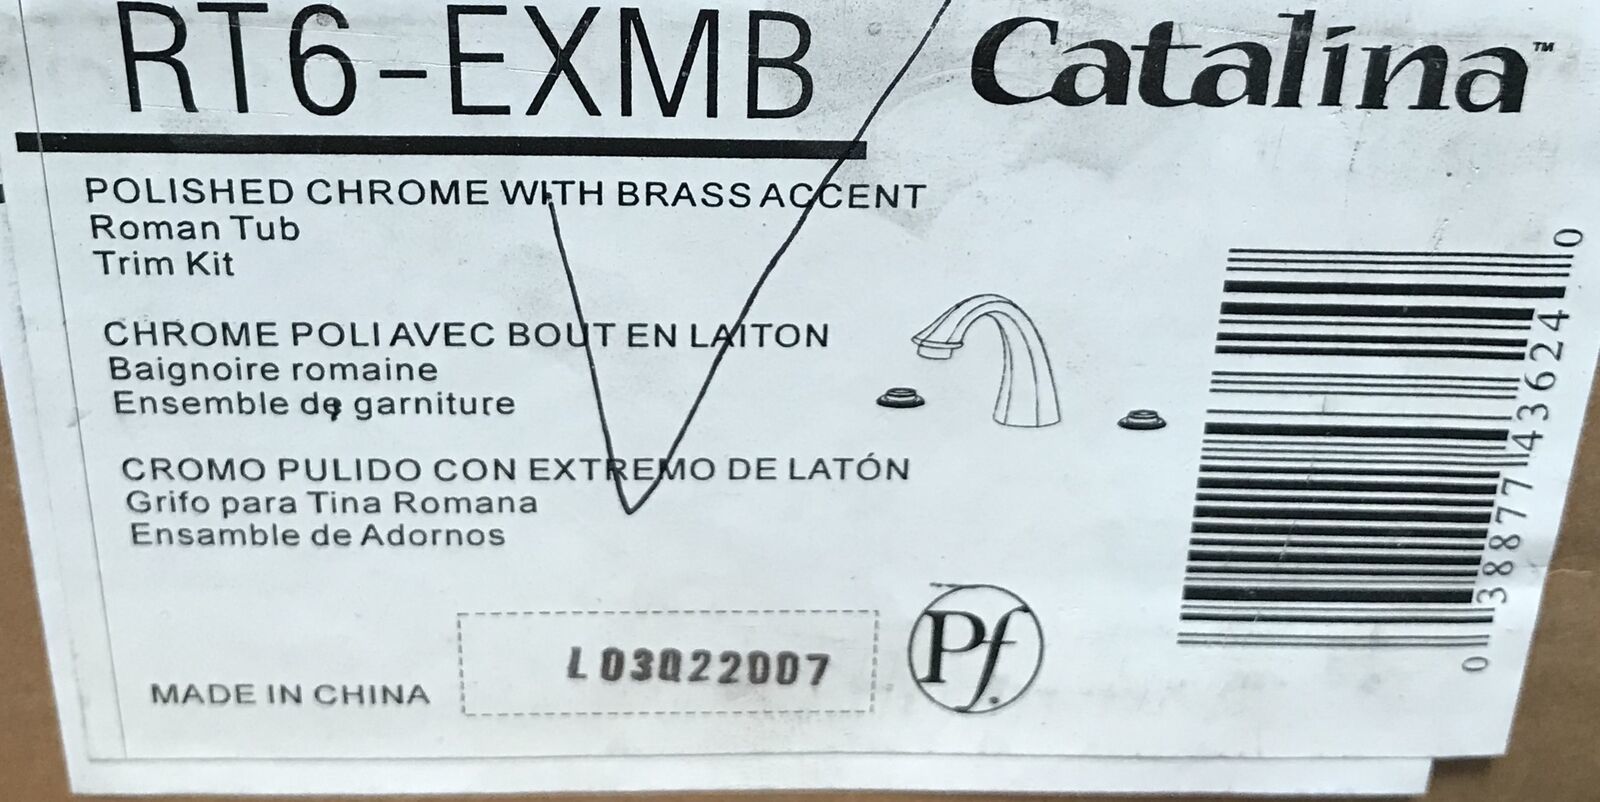 RT6-EXMB
Catalina™
POLISHED CHROME WITH BRASS ACCENT
Roman Tub
Trim Kit
CHROME POLI AVEC BOUT EN LAITON
Baignoire romaine
Ensemble de garniture
CROMO PULIDO CON EXTREMO DE LATÓN
Grifo para Tina Romana
Ensamble de Adornos
MADE IN CHINA
L03Q22007
Pf.
0 38877 43624 0